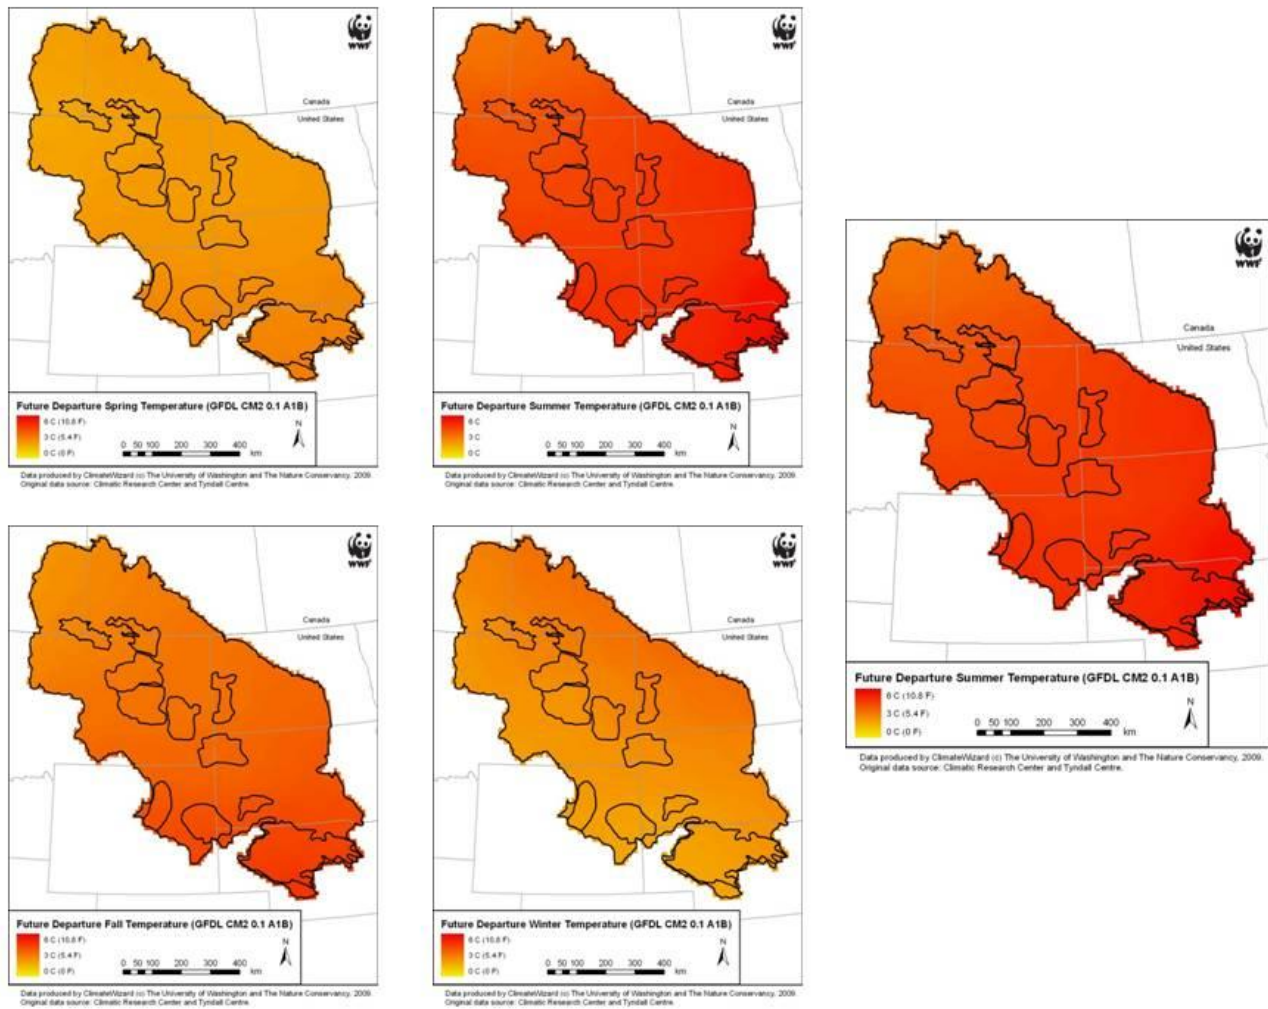 WWF
Canada
United States
Future Departure Spring Temperature (GFDL CM2 0.1 A1B)
6 C (10.8 F)
3 C (5.4 F)
0 C (0 F)
0 50 100 200 300 400
km
N
Data produced by ClimateWizard (c) The University of Washington and The Nature Conservancy, 2009.
Original data source: Climatic Research Center and Tyndall Centre.
WWF
Canada
United States
Future Departure Summer Temperature (GFDL CM2 0.1 A1B)
6 C
3 C
0 C
0 50 100 200 300 400
km
N
Data produced by ClimateWizard (c) The University of Washington and The Nature Conservancy, 2009.
Original data source: Climatic Research Center and Tyndall Centre.
WWF
Canada
United States
Future Departure Summer Temperature (GFDL CM2 0.1 A1B)
6 C (10.8 F)
3 C (5.4 F)
0 C (0 F)
0 50 100 200 300 400
km
N
Data produced by ClimateWizard (c) The University of Washington and The Nature Conservancy, 2009.
Original data source: Climatic Research Center and Tyndall Centre.
WWF
Canada
United States
Future Departure Fall Temperature (GFDL CM2 0.1 A1B)
6 C (10.8 F)
3 C (5.4 F)
0 C (0 F)
0 50 100 200 300 400
km
N
Data produced by ClimateWizard (c) The University of Washington and The Nature Conservancy, 2009.
Original data source: Climatic Research Center and Tyndall Centre.
WWF
Canada
United States
Future Departure Winter Temperature (GFDL CM2 0.1 A1B)
6 C (10.8 F)
3 C (5.4 F)
0 C (0 F)
0 50 100 200 300 400
km
N
Data produced by ClimateWizard (c) The University of Washington and The Nature Conservancy, 2009.
Original data source: Climatic Research Center and Tyndall Centre.